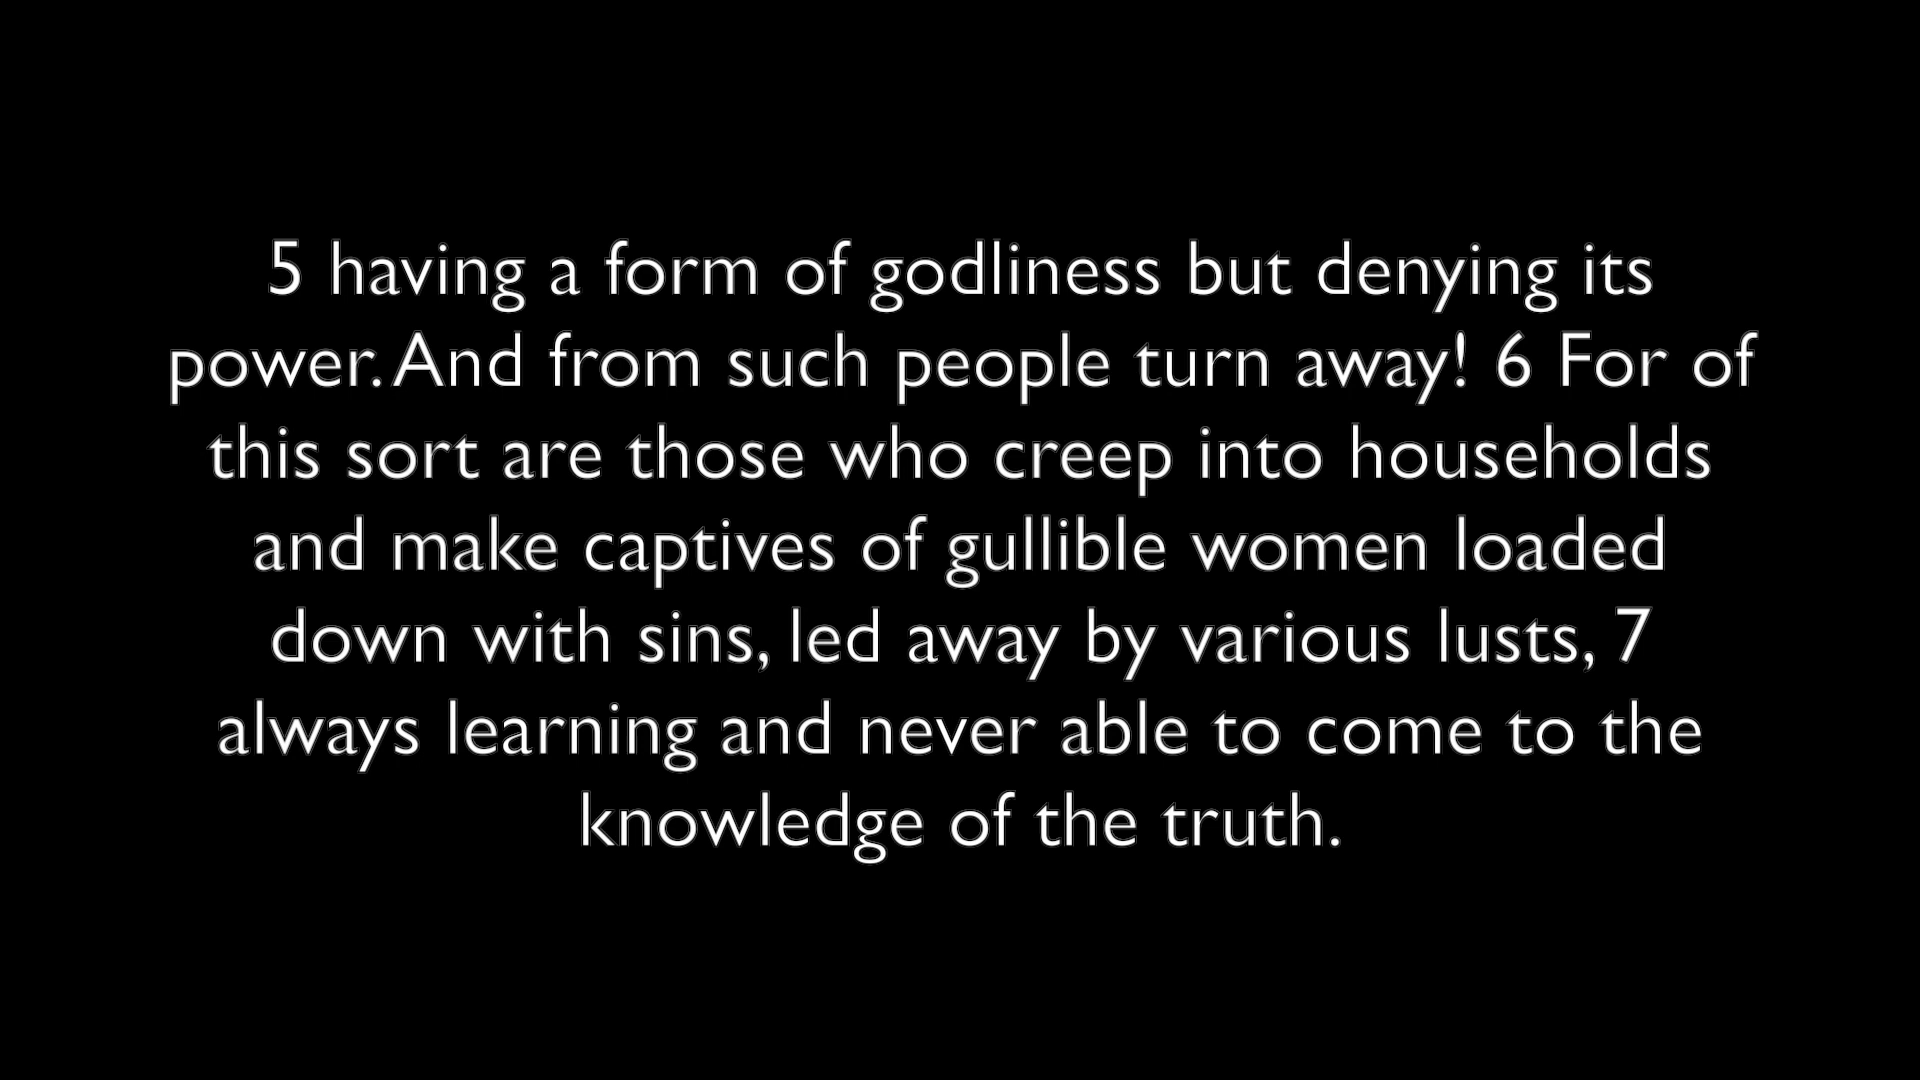 5 having a form of godliness but denying its
power. And from such people turn away! 6 For of
this sort are those who creep into households
and make captives of gullible women loaded
down with sins, led away by various lusts, 7
always learning and never able to come to the
knowledge of the truth.